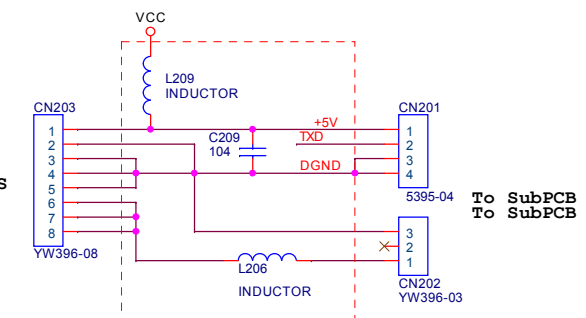 VCC
L209
INDUCTOR
CN203
CN201
1
2
3
4
5
6
7
8
C209
104
+5V
TXD
DGND
1
2
3
4
S
5395-04
To SubPCB
To SubPCB
3
2
1
YW396-08
L206
INDUCTOR
CN202
YW396-03